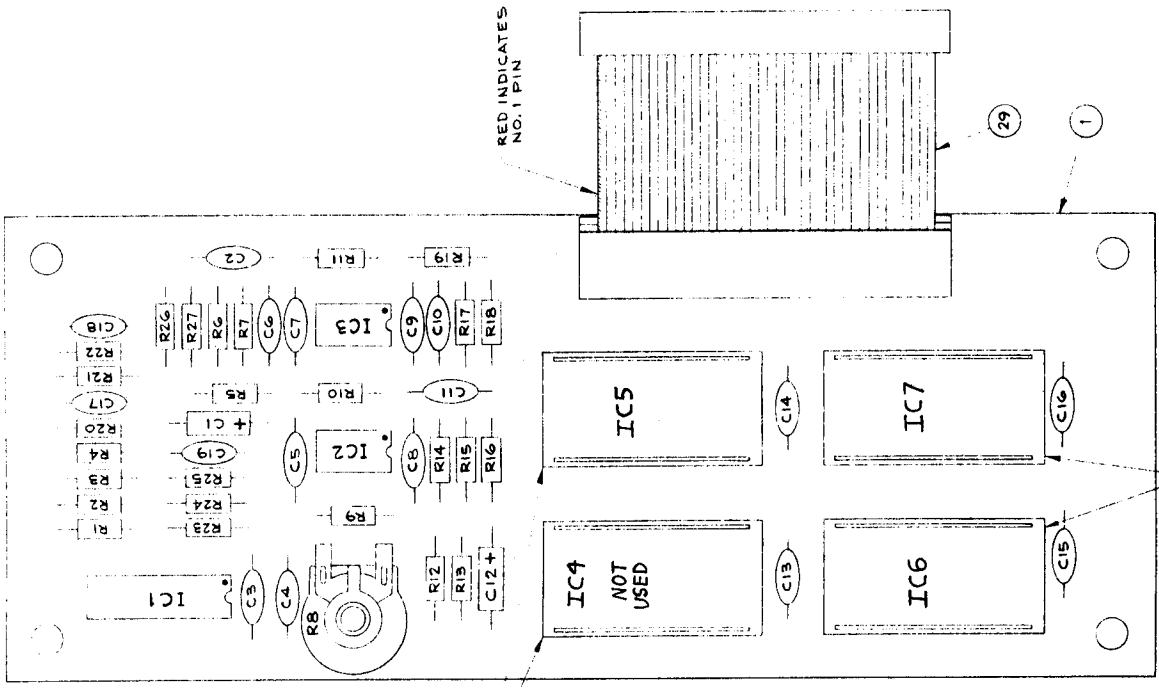 RED INDICATES
NO. 1 PIN
29
1
C2
R11
R19
C18
R22
R21
C17
R20
R4
R3
R2
R1
R26
R27
R6
R7
C6
C7
IC3
C9
C10
R17
R18
R5
C1 +
C19
R25
R24
R23
R10
C11
C5
IC2
C8
R14
R15
R16
R9
IC1
C3
C4
R8
R12
R13
C12 +
IC5
C14
IC7
C16
IC4
NOT
USED
C13
IC6
C15